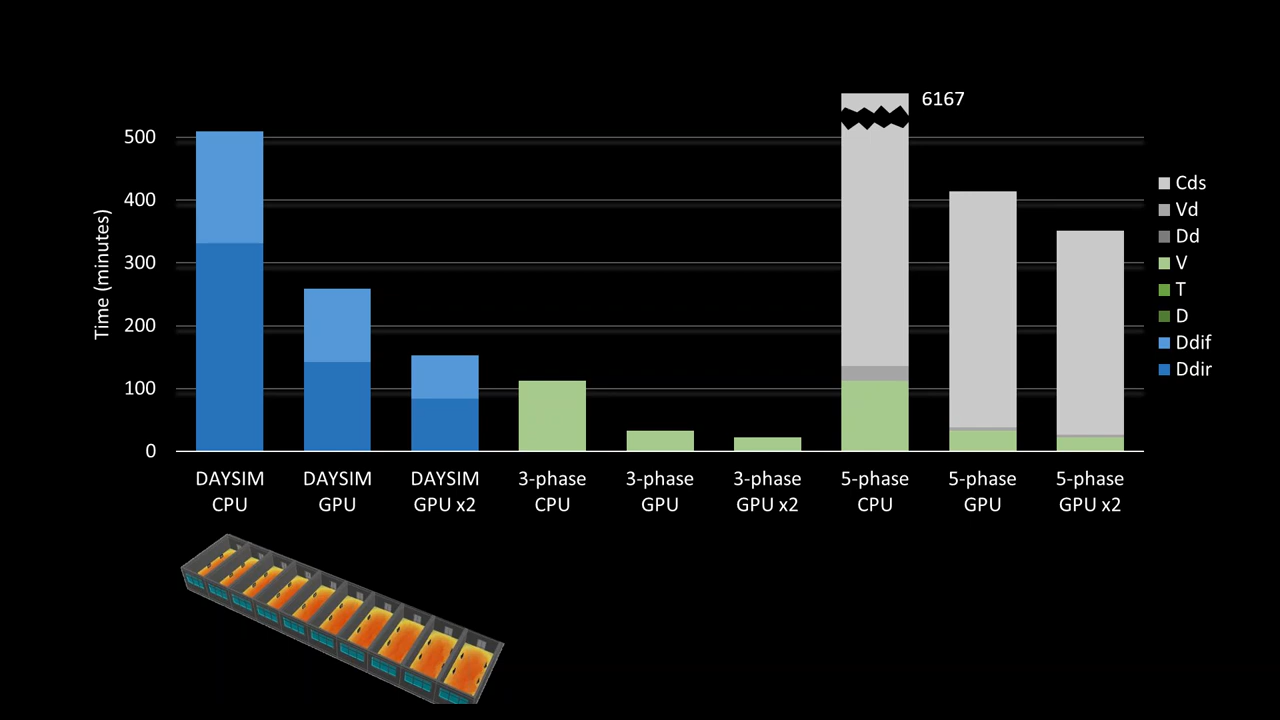 6167
500
400
300
200
100
0
Time (minutes)
DAYSIM
CPU
DAYSIM
GPU
DAYSIM
GPU x2
3-phase
CPU
3-phase
GPU
3-phase
GPU x2
5-phase
CPU
5-phase
GPU
5-phase
GPU x2
Cds
Vd
Dd
V
T
D
Ddif
Ddir